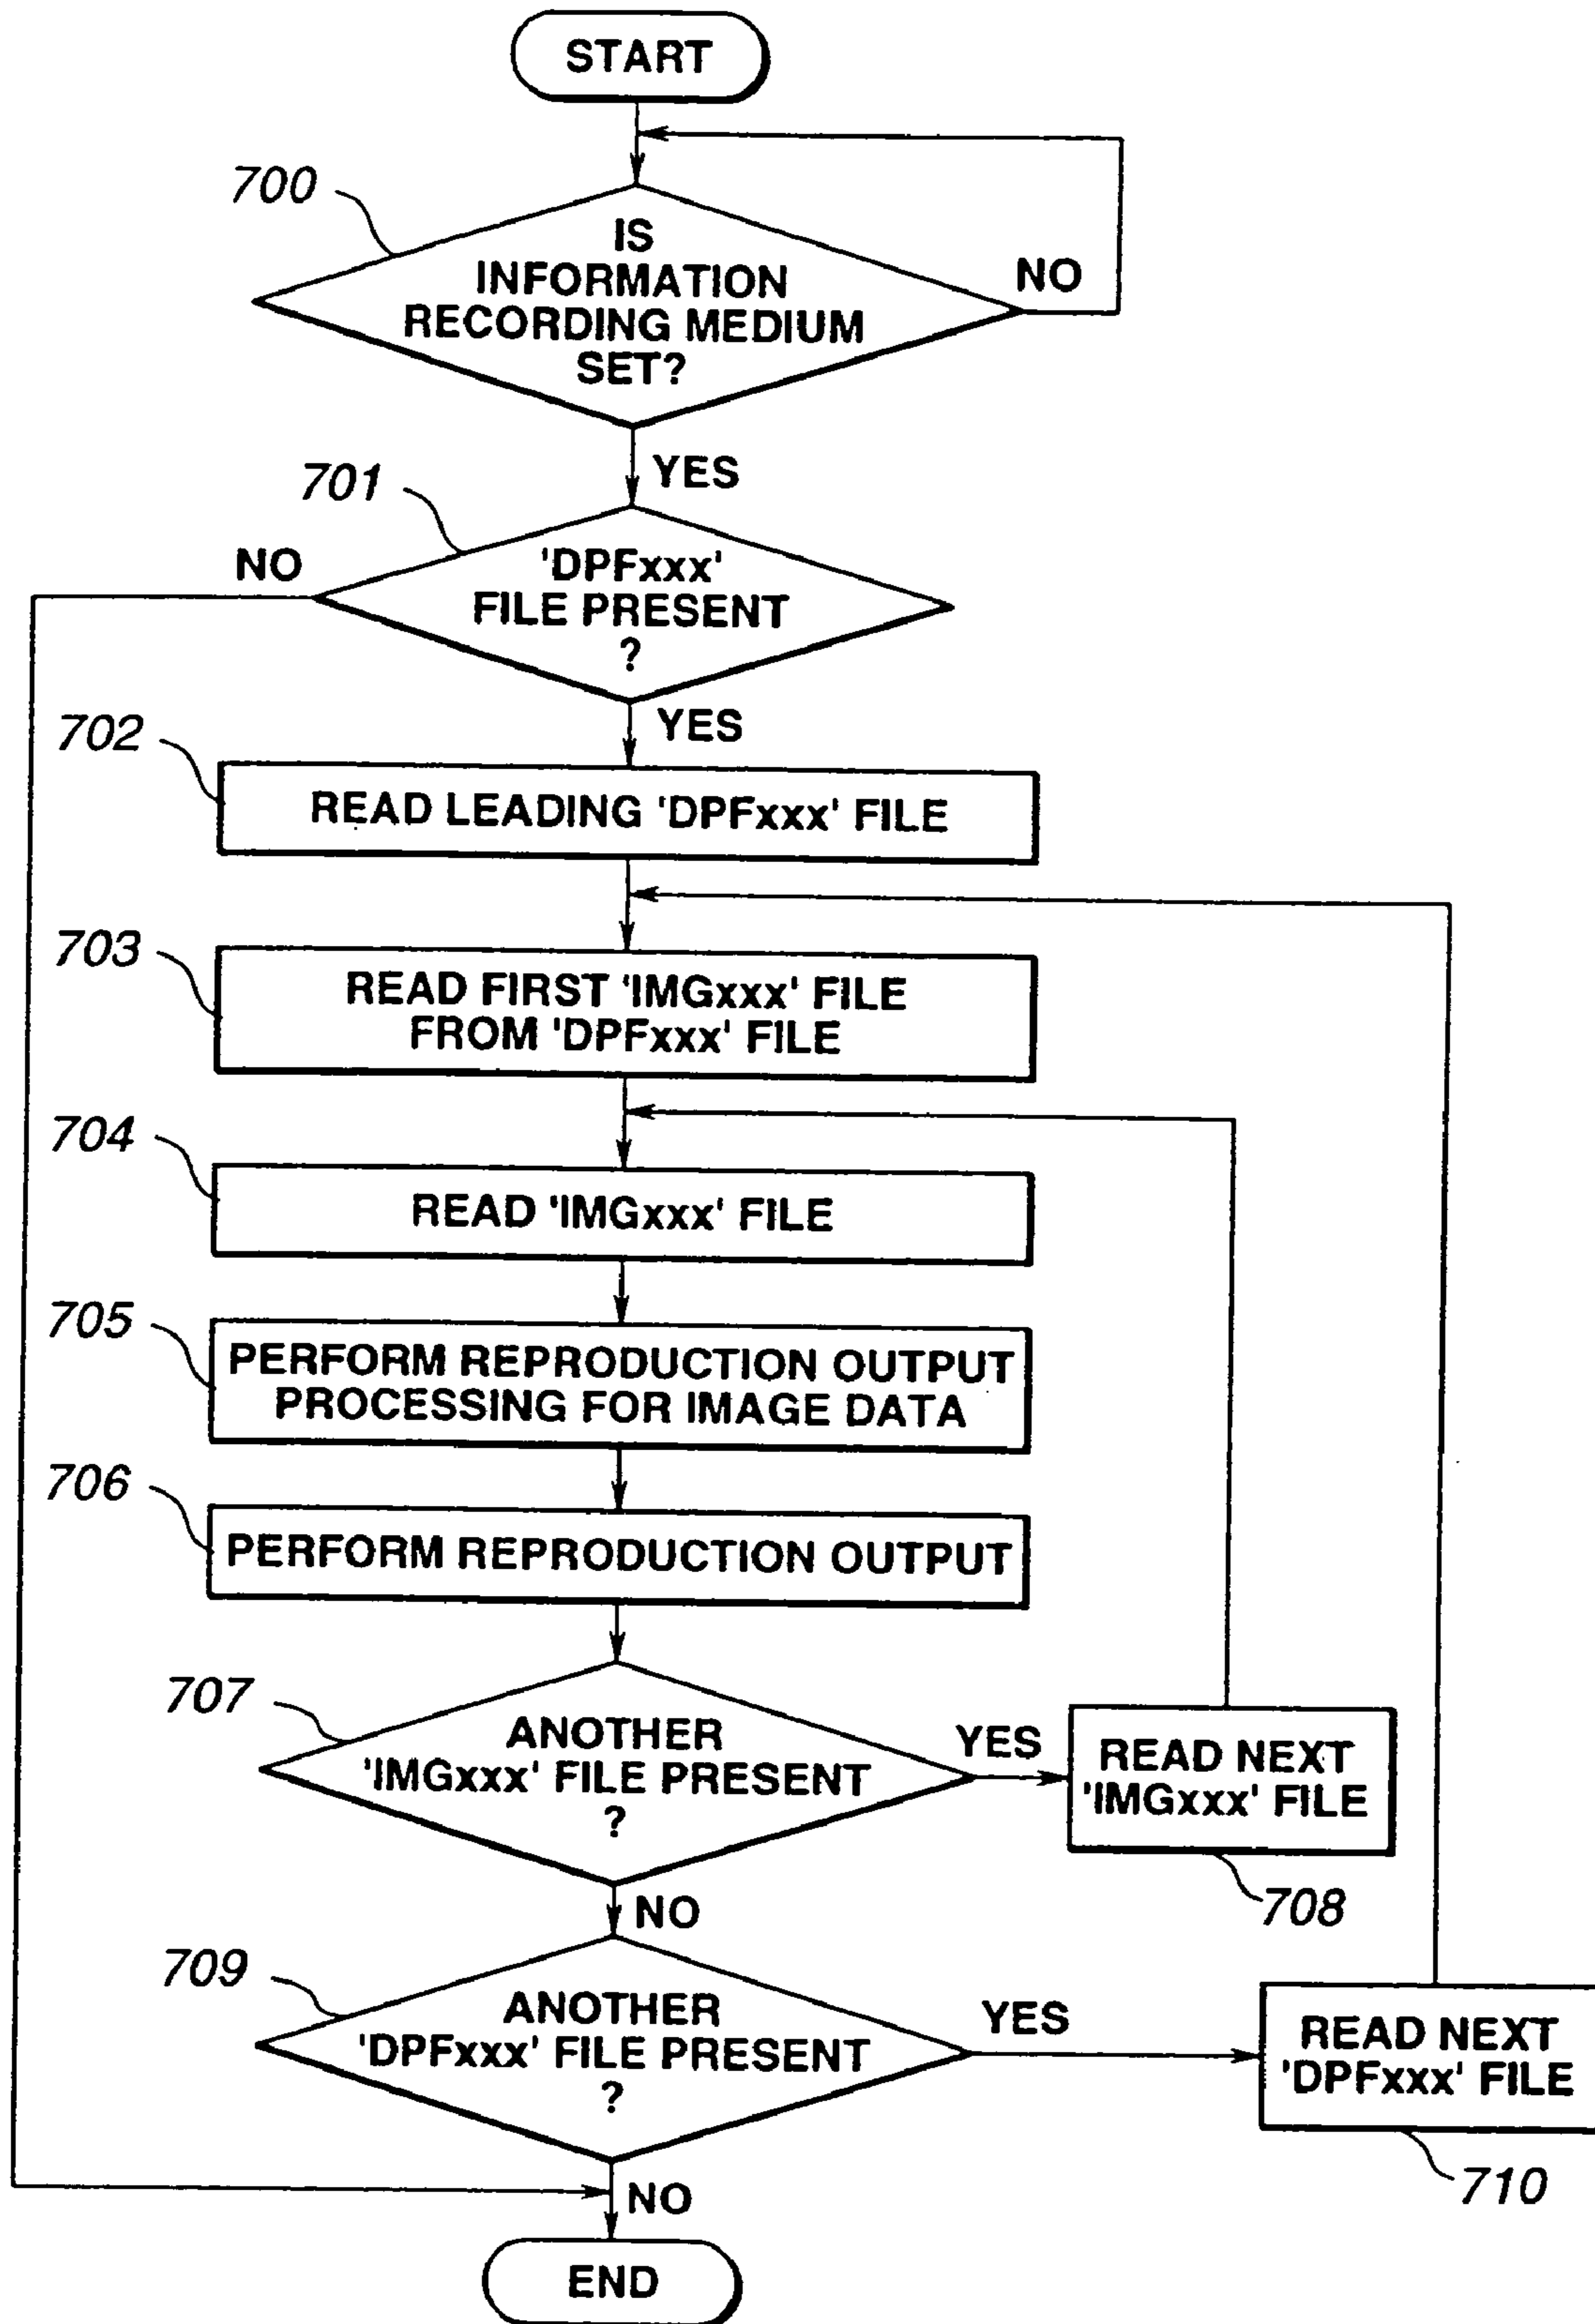 START
700
IS
INFORMATION
RECORDING MEDIUM
SET?
NO
YES
701
NO
'DPFxxx'
FILE PRESENT
?
YES
702
READ LEADING 'DPFxxx' FILE
703
READ FIRST 'IMGxxx' FILE
FROM 'DPFxxx' FILE
704
READ 'IMGxxx' FILE
705
PERFORM REPRODUCTION OUTPUT
PROCESSING FOR IMAGE DATA
706
PERFORM REPRODUCTION OUTPUT
707
ANOTHER
'IMGxxx' FILE PRESENT
?
YES
READ NEXT
'IMGxxx' FILE
708
NO
709
ANOTHER
'DPFxxx' FILE PRESENT
?
YES
READ NEXT
'DPFxxx' FILE
710
NO
END